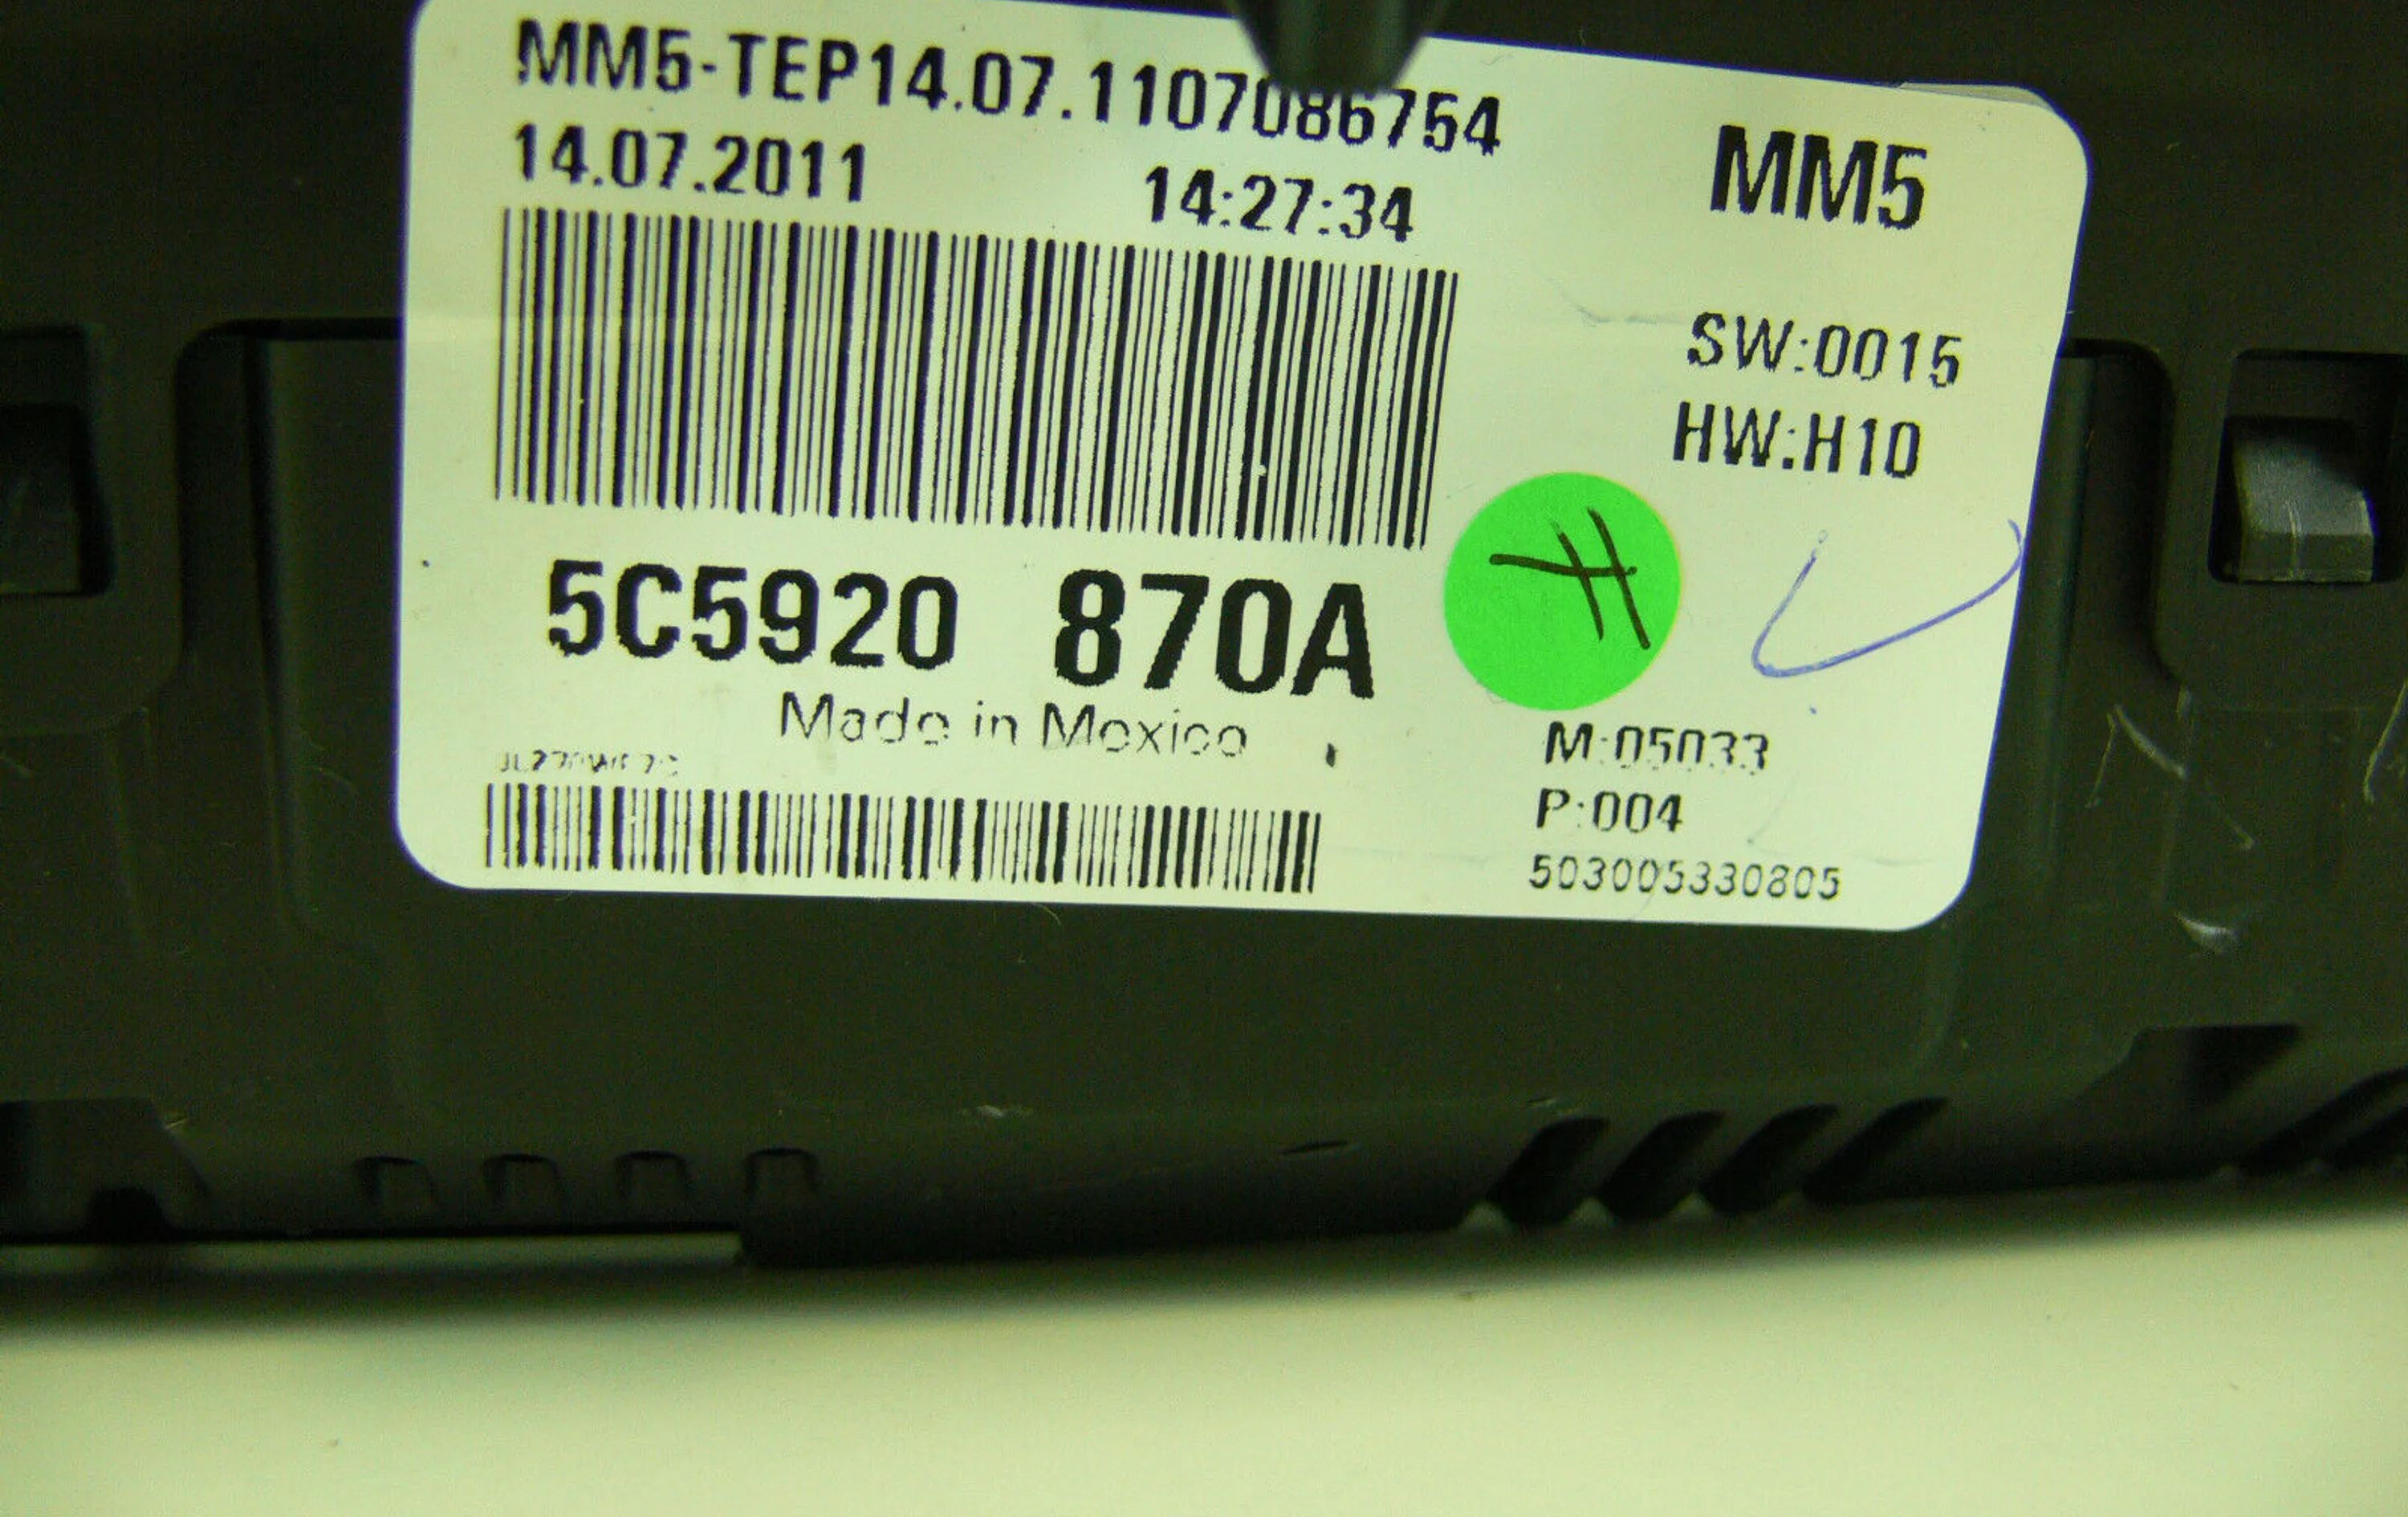 MM5-TEP14.07.1107086754
14.07.2011 14:27:34
MM5
SW:0015
HW:H10
5C5920 870A
Made in Mexico
M:05033
P:004
503005330805